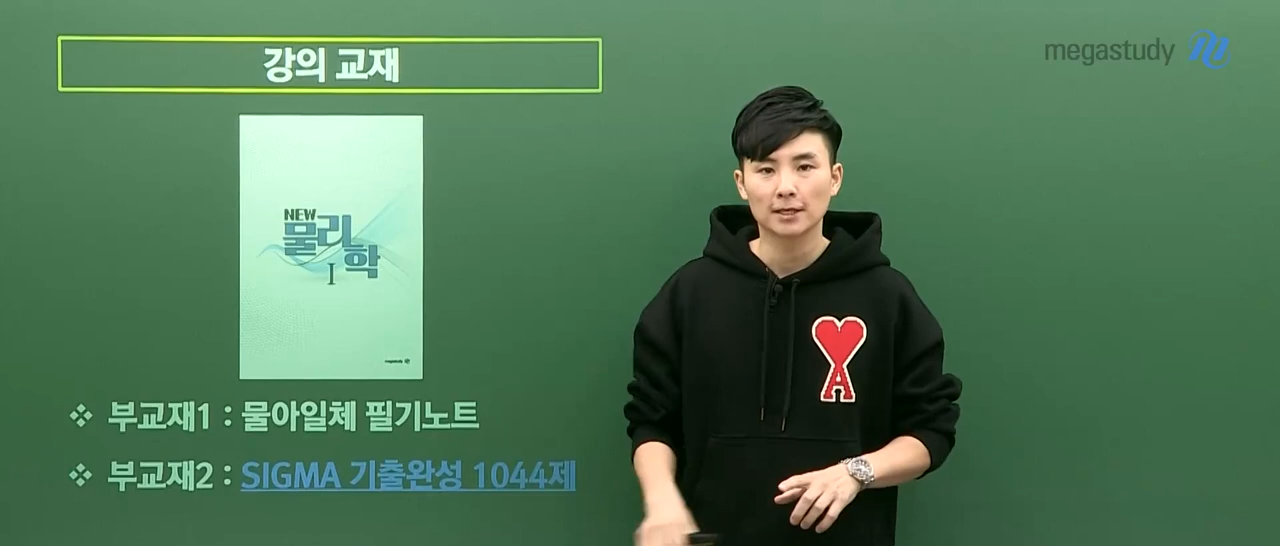 강의 교재
megastudy
NEW
물리학
I
megastudy
❖ 부교재1 : 물아일체 필기노트
❖ 부교재2 : SIGMA 기출완성 1044제